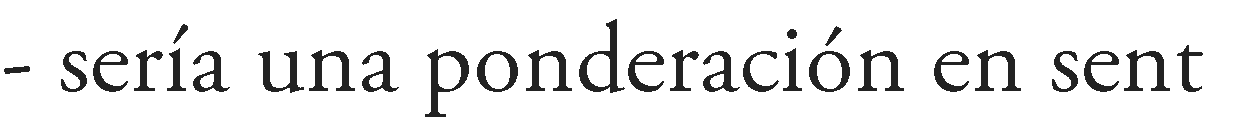 - sería una ponderación en sent